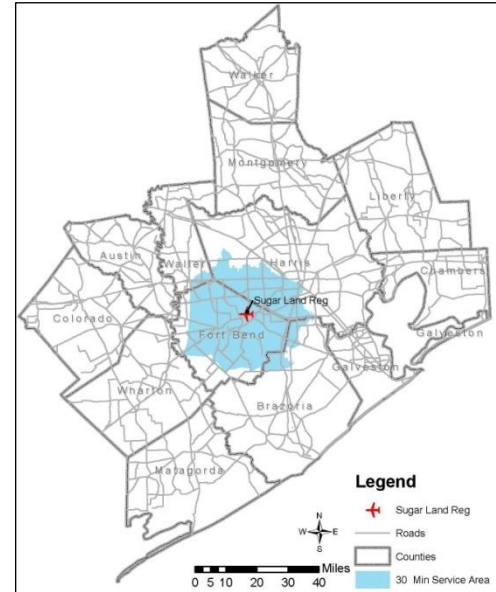 Walker
Montgomery
Liberty
Austin
Waller
Harris
Chambers
Sugar Land Reg
Colorado
Galveston
Fort Bend
Galveston
Wharton
Brazoria
Matagorda
Legend
Sugar Land Reg
Roads
Counties
30 Min Service Area
N
W E
S
Miles
0 5 10 20 30 40